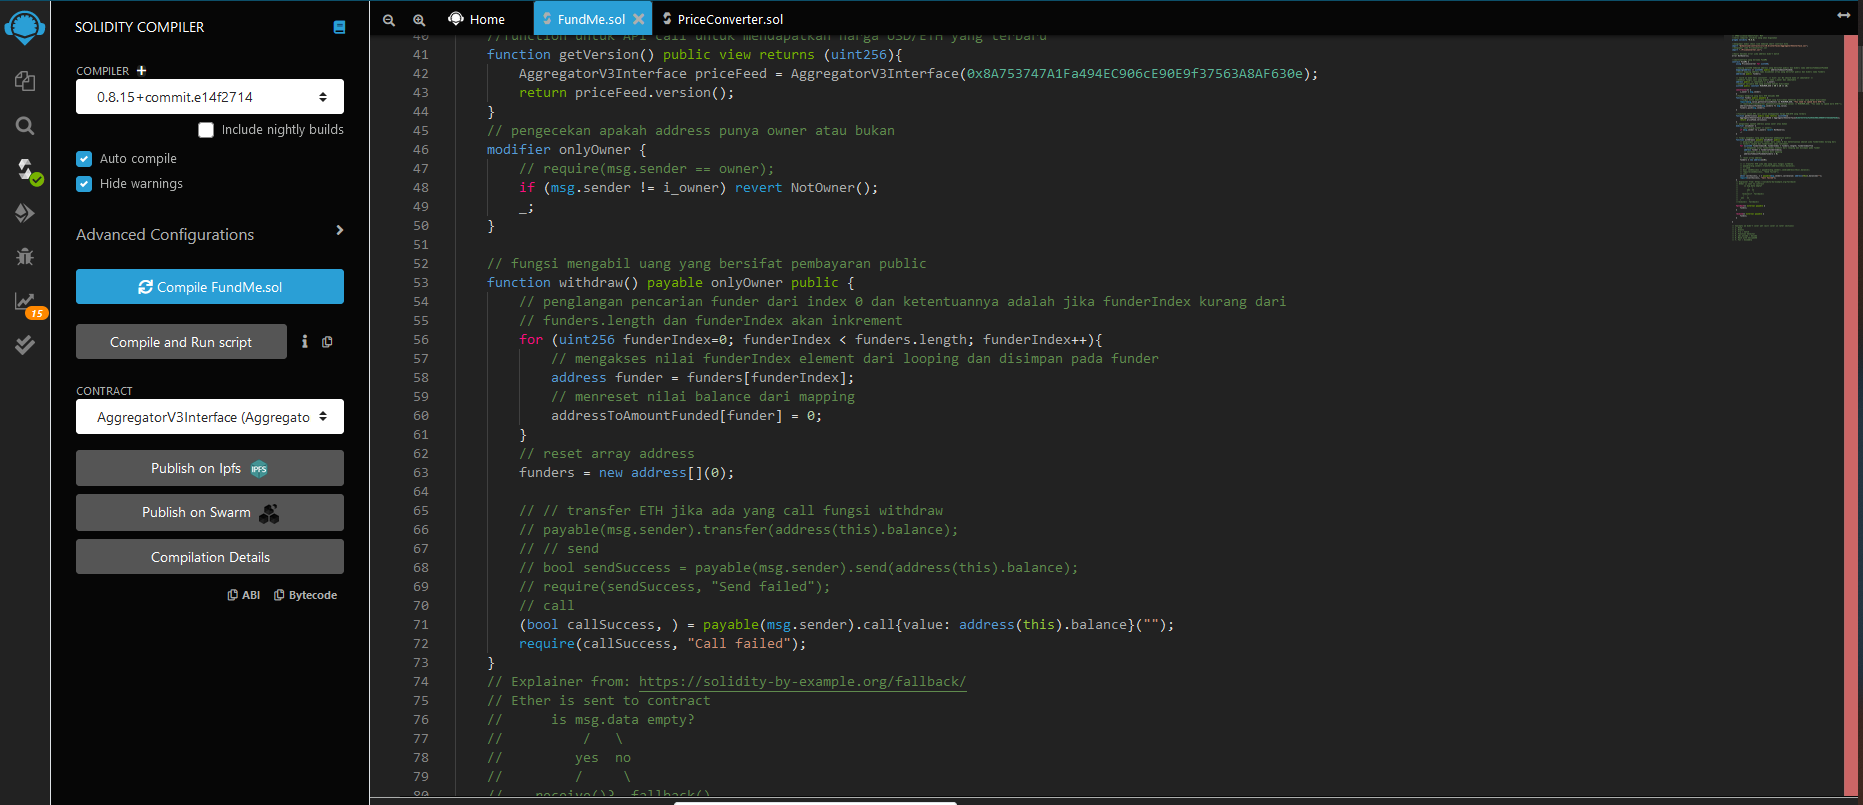 SOLIDITY COMPILER
COMPILER
0.8.15+commit.e14f2714
Include nightly builds
Auto compile
Hide warnings
Advanced Configurations
Compile FundMe.sol
Compile and Run script
CONTRACT
AggregatorV3Interface (Aggregato
Publish on Ipfs IPFS
Publish on Swarm
Compilation Details
ABI Bytecode
15
Home FundMe.sol PriceConverter.sol
40 //function untuk API call untuk mendapatkan harga USD/ETH yang terbaru
41 function getVersion() public view returns (uint256){
42 AggregatorV3Interface priceFeed = AggregatorV3Interface(0x8A753747A1Fa494EC906cE90E9f37563A8AF630e);
43 return priceFeed.version();
44 }
45 // pengecekan apakah address punya owner atau bukan
46 modifier onlyOwner {
47 // require(msg.sender == owner);
48 if (msg.sender != i_owner) revert NotOwner();
49 _;
50 }
51
52 // fungsi mengabil uang yang bersifat pembayaran public
53 function withdraw() payable onlyOwner public {
54 // penglangan pencarian funder dari index 0 dan ketentuannya adalah jika funderIndex kurang dari
55 // funders.length dan funderIndex akan inkrement
56 for (uint256 funderIndex=0; funderIndex < funders.length; funderIndex++){
57 // mengakses nilai funderIndex element dari looping dan disimpan pada funder
58 address funder = funders[funderIndex];
59 // menreset nilai balance dari mapping
60 addressToAmountFunded[funder] = 0;
61 }
62 // reset array address
63 funders = new address[](0);
64
65 // // transfer ETH jika ada yang call fungsi withdraw
66 // payable(msg.sender).transfer(address(this).balance);
67 // // send
68 // bool sendSuccess = payable(msg.sender).send(address(this).balance);
69 // require(sendSuccess, "Send failed");
70 // call
71 (bool callSuccess, ) = payable(msg.sender).call{value: address(this).balance}("");
72 require(callSuccess, "Call failed");
73 }
74 // Explainer from: https://solidity-by-example.org/fallback/
75 // Ether is sent to contract
76 // is msg.data empty?
77 // / \
78 // yes no
79 // / \
80 // receive()? fallback()